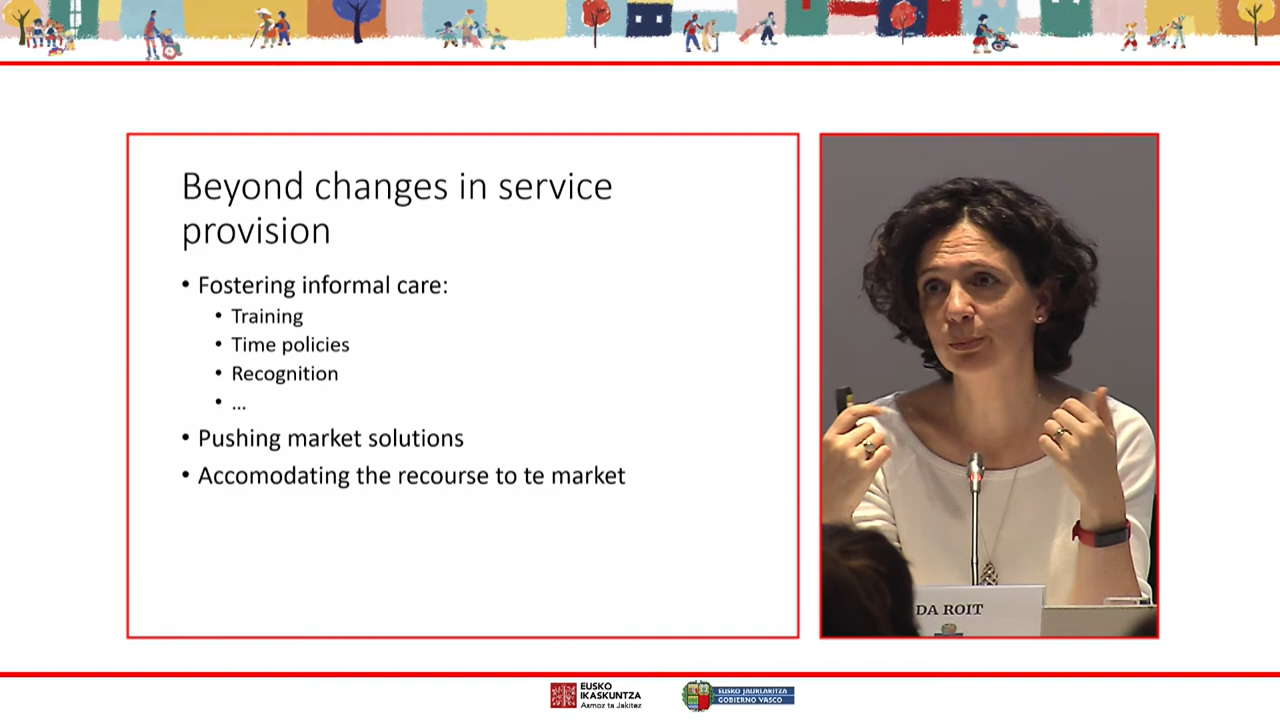 Beyond changes in service
provision
• Fostering informal care:
• Training
• Time policies
• Recognition
• ...
• Pushing market solutions
• Accomodating the recourse to te market
DA ROIT
EUSKO
IKASKUNTZA
Asmoz ta Jakitez
EUSKO JAURLARITZA
GOBIERNO VASCO